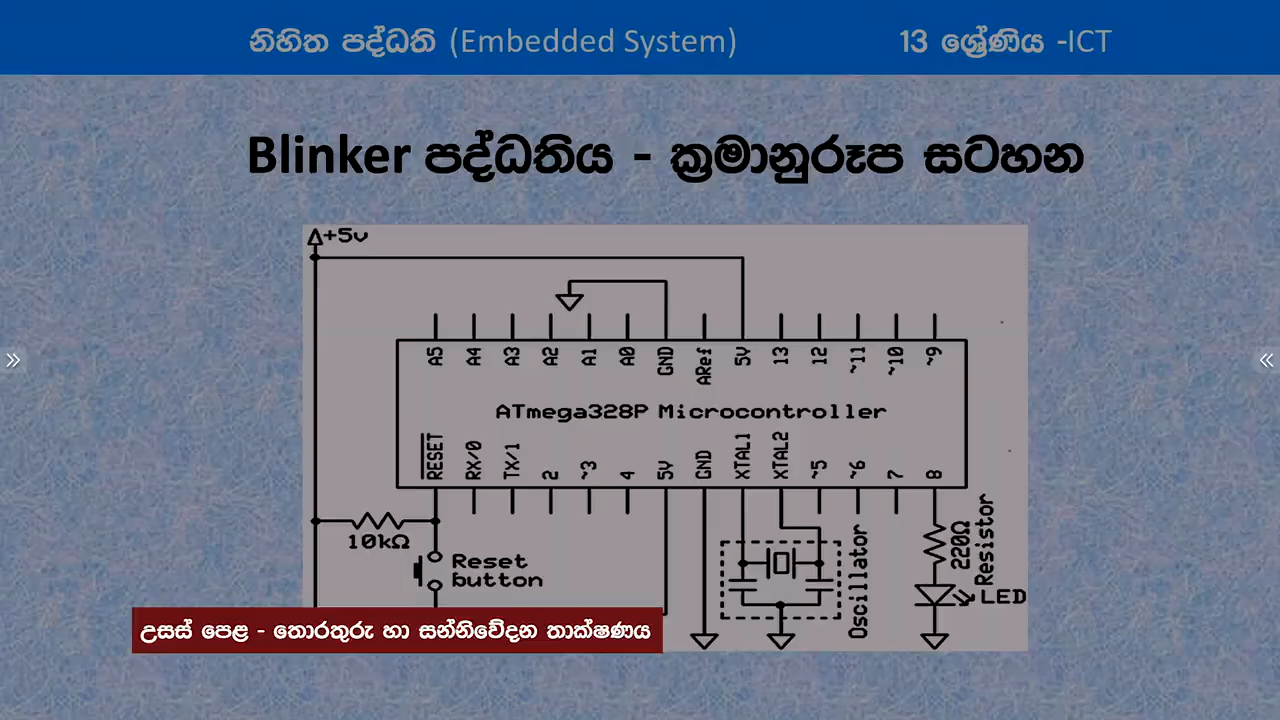 නිහිත පද්ධති (Embedded System)
13 ශ්‍රේණිය -ICT
Blinker පද්ධතිය - ක්‍රමානුරූප සටහන
+5v
A5 A4 A3 A2 A1 A0 GND ARef 5V 13 12 ~11 ~10 ~9
ATmega328P Microcontroller
RESET RX/0 TX/1 2 ~3 4 5V GND XTAL1 XTAL2 ~5 ~6 7 8
10kΩ
Reset
button
Oscillator
220Ω
Resistor
LED
උසස් පෙළ - තොරතුරු හා සන්නිවේදන තාක්ෂණය